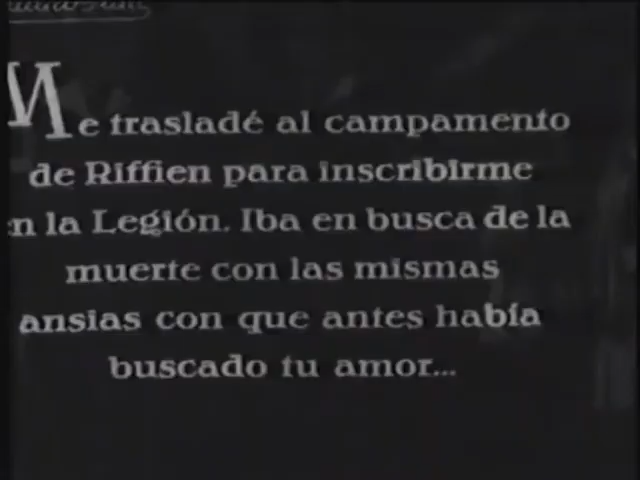 Me trasladé al campamento
de Riffien para inscribirme
en la Legión. Iba en busca de la
muerte con las mismas
ansias con que antes había
buscado tu amor...